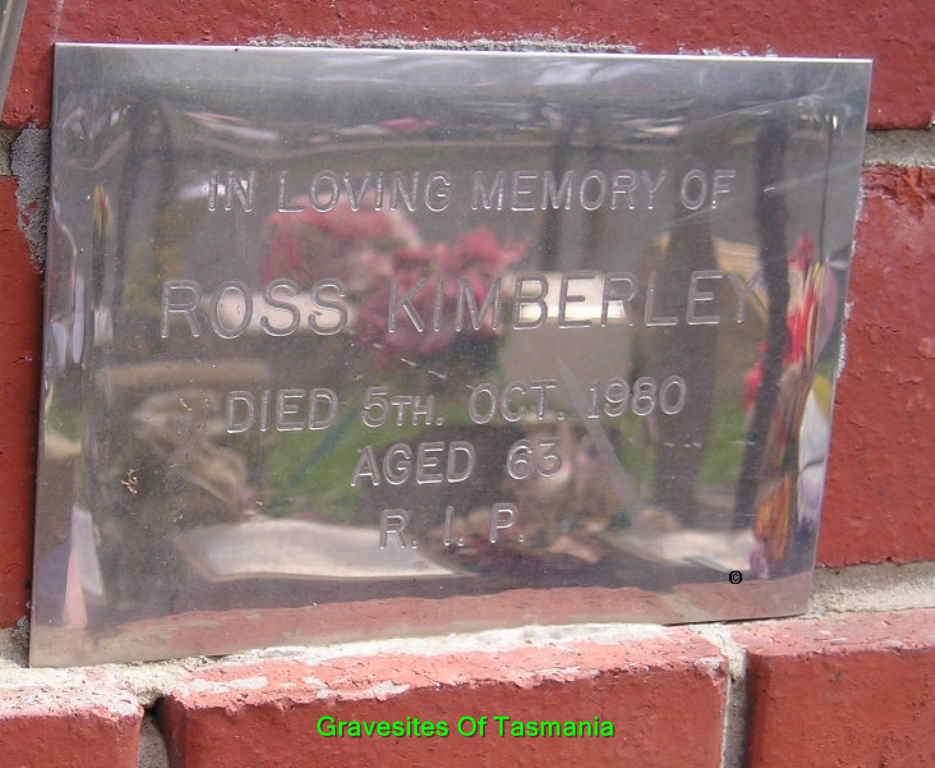 IN LOVING MEMORY OF
ROSS KIMBERLEY
DIED 5TH. OCT. 1980
AGED 63
R. I. P.
©
Gravesites Of Tasmania